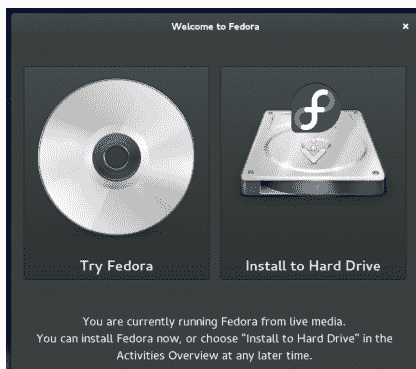 Welcome to Fedora
Try Fedora
Install to Hard Drive
You are currently running Fedora from live media.
You can install Fedora now, or choose "Install to Hard Drive" in the
Activities Overview at any later time.